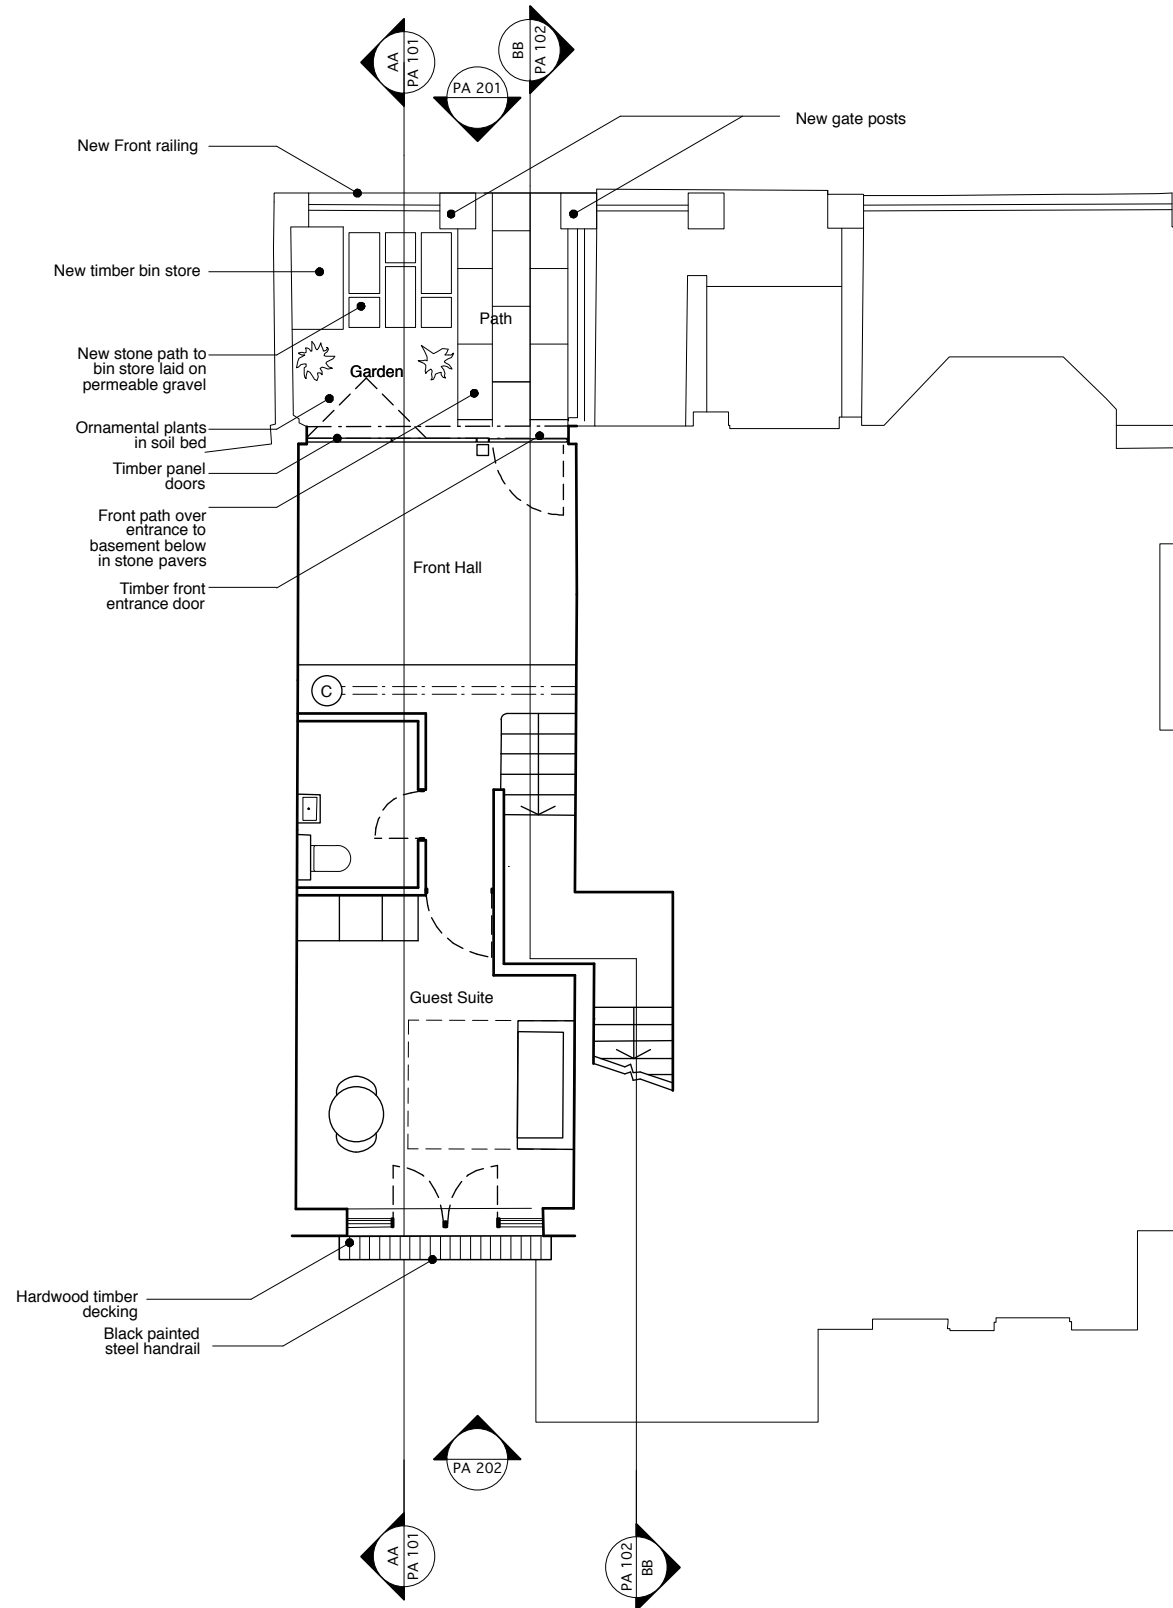 AA
PA 101
BB
PA 102
PA 201
New gate posts
New Front railing
New timber bin store
Path
New stone path to
bin store laid on
permeable gravel
Garden
Ornamental plants
in soil bed
Timber panel
doors
Front path over
entrance to
basement below
in stone pavers
Front Hall
Timber front
entrance door
C
Guest Suite
Hardwood timber
decking
Black painted
steel handrail
PA 202
AA
PA 101
PA 102
BB